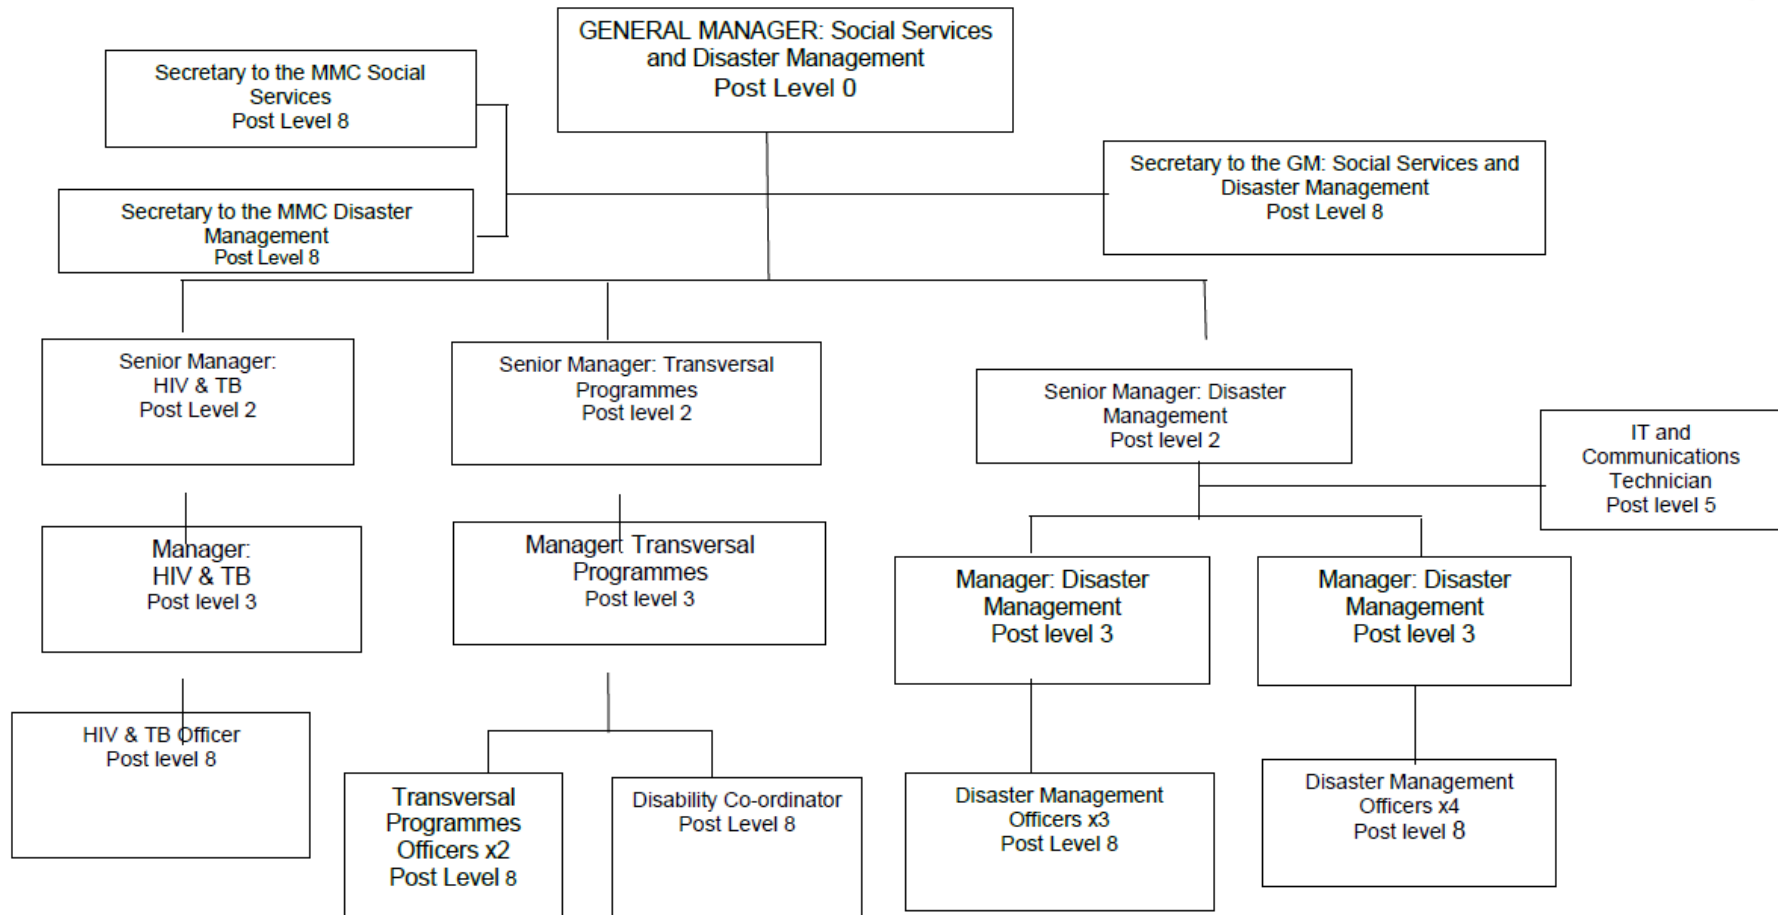 GENERAL MANAGER: Social Services
and Disaster Management
Post Level 0
Secretary to the MMC Social
Services
Post Level 8
Secretary to the GM: Social Services and
Disaster Management
Post Level 8
Secretary to the MMC Disaster
Management
Post Level 8
Senior Manager:
HIV & TB
Post Level 2
Senior Manager: Transversal
Programmes
Post level 2
Senior Manager: Disaster
Management
Post level 2
IT and
Communications
Technician
Post level 5
Manager:
HIV & TB
Post level 3
Manager: Transversal
Programmes
Post level 3
Manager: Disaster
Management
Post level 3
Manager: Disaster
Management
Post level 3
HIV & TB Officer
Post level 8
Transversal
Programmes
Officers x2
Post Level 8
Disability Co-ordinator
Post Level 8
Disaster Management
Officers x3
Post Level 8
Disaster Management
Officers x4
Post level 8